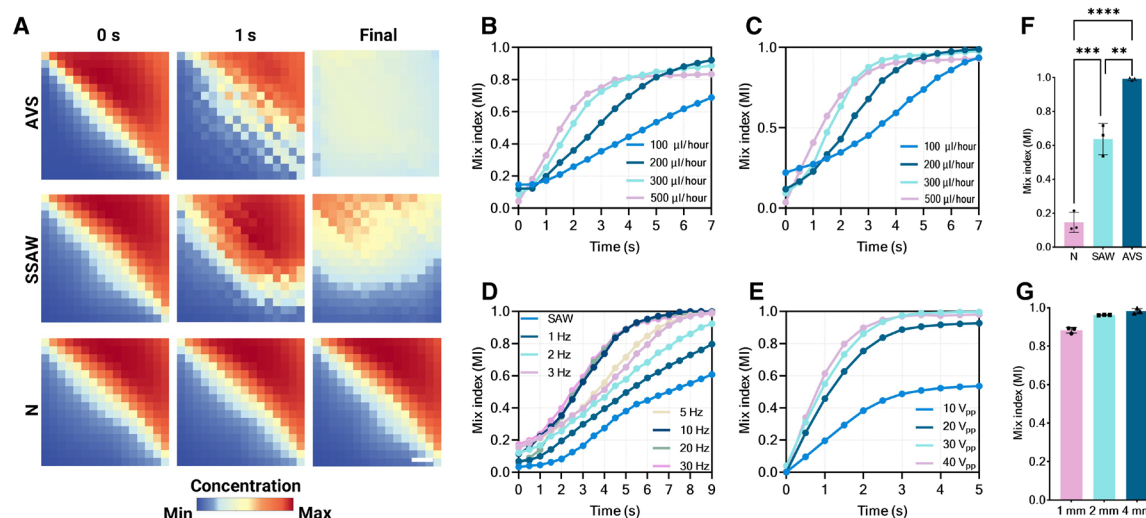 A
0 s
1 s
Final
AVS
SSAW
N
Concentration
Min
Max
B
Mix index (MI)
1.0
0.8
0.6
0.4
0.2
0.0
100 µl/hour
200 µl/hour
300 µl/hour
500 µl/hour
0 1 2 3 4 5 6 7
Time (s)
C
Mix index (MI)
1.0
0.5
0.0
100 µl/hour
200 µl/hour
300 µl/hour
500 µl/hour
0 1 2 3 4 5 6 7
Time (s)
D
Mix index (MI)
1.0
0.8
0.6
0.4
0.2
0.0
SAW
1 Hz
2 Hz
3 Hz
5 Hz
10 Hz
20 Hz
30 Hz
0 1 2 3 4 5 6 7 8 9
Time (s)
E
Mix index (MI)
1.0
0.8
0.6
0.4
0.2
0.0
10 Vpp
20 Vpp
30 Vpp
40 Vpp
0 1 2 3 4 5
Time (s)
F
****
*** **
Mix index (MI)
1.0
0.8
0.6
0.4
0.2
0.0
N SAW AVS
G
Mix index (MI)
1.0
0.8
0.6
0.4
0.2
0.0
1 mm 2 mm 4 mm